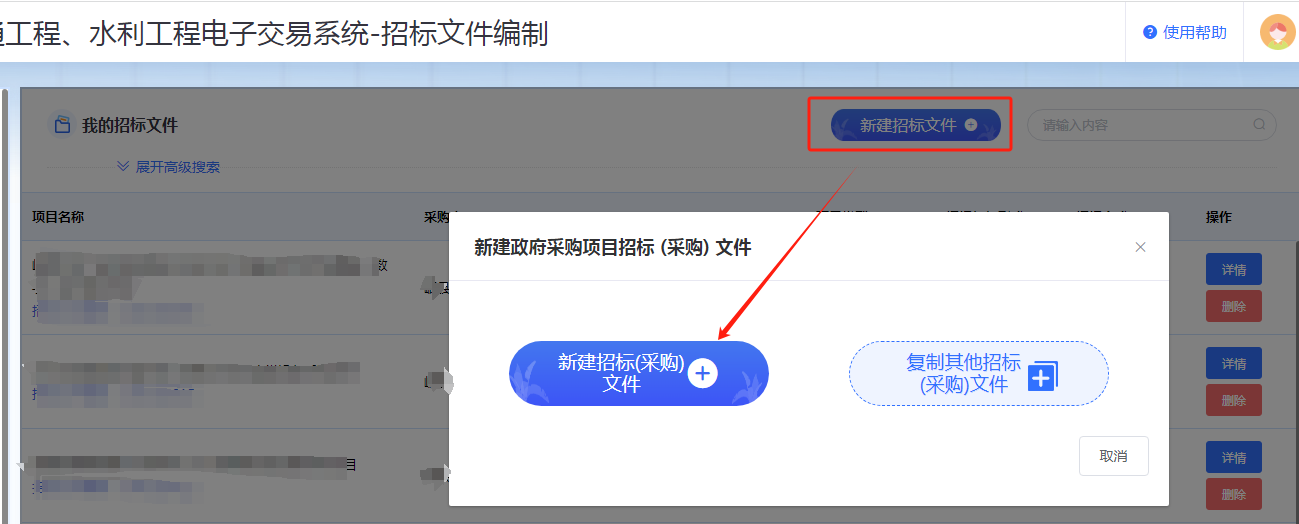 通工程、水利工程电子交易系统-招标文件编制
使用帮助
我的招标文件
新建招标文件
请输入内容
展开高级搜索
项目名称
采购
操作
新建政府采购项目招标 (采购) 文件
数
详情
删除
新建招标(采购)
文件
复制其他招标
(采购)文件
详情
删除
取消
目
详情
删除